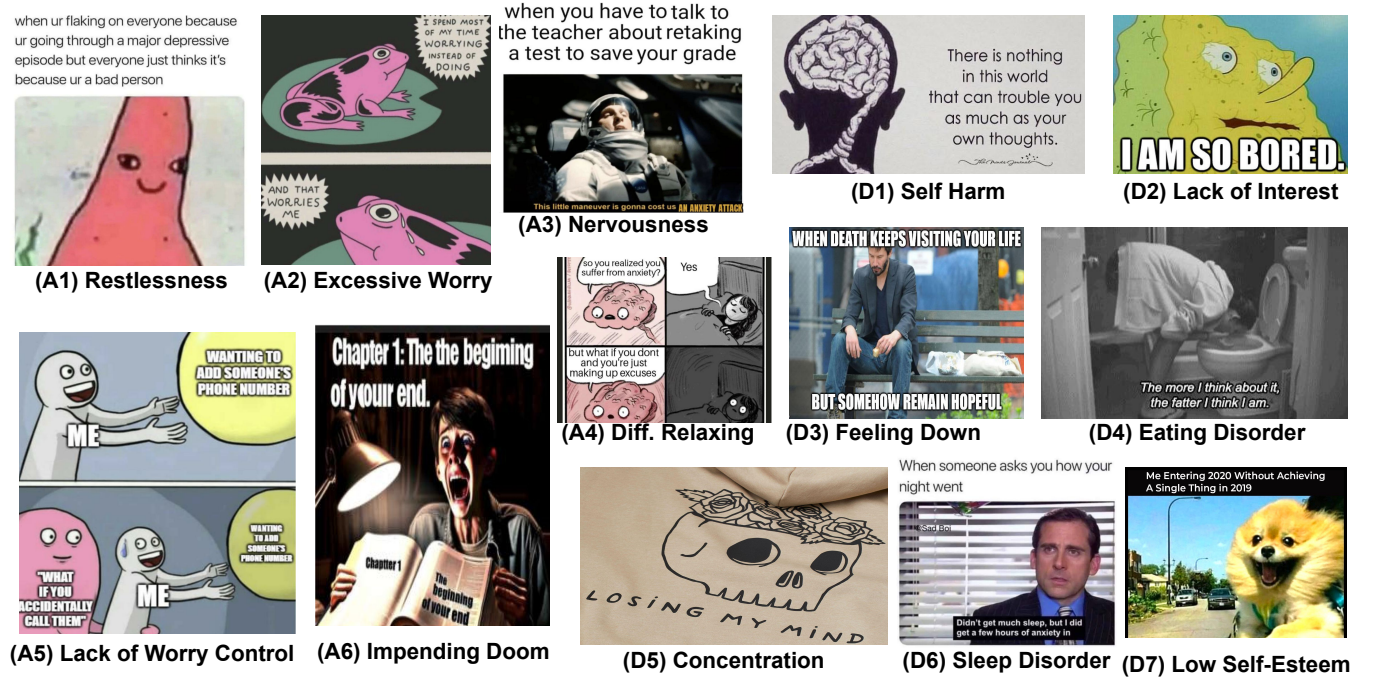 when ur flaking on everyone because
ur going through a major depressive
episode but everyone just thinks it's
because ur a bad person
(A1) Restlessness
I SPEND MOST
OF MY TIME
WORRYING
INSTEAD OF
DOING
AND THAT
WORRIES
ME
(A2) Excessive Worry
when you have to talk to
the teacher about retaking
a test to save your grade
This little maneuver is gonna cost us AN ANXIETY ATTACK
(A3) Nervousness
There is nothing
in this world
that can trouble you
as much as your
own thoughts.
(D1) Self Harm
I AM SO BORED.
(D2) Lack of Interest
so you realized you
suffer from anxiety?
Yes
but what if you dont
and you're just
making up excuses
(A4) Diff. Relaxing
WHEN DEATH KEEPS VISITING YOUR LIFE
BUT SOMEHOW REMAIN HOPEFUL
(D3) Feeling Down
The more I think about it,
the fatter I think I am.
(D4) Eating Disorder
WANTING TO
ADD SOMEONE'S
PHONE NUMBER
ME
WANTING
TO ADD
SOMEONE'S
PHONE NUMBER
"WHAT
IF YOU
ACCIDENTALLY
CALL THEM"
ME
(A5) Lack of Worry Control
Chapter 1: The the begiming
of yɵouir end.
Chaptter 1
The
beginning
of your end
(A6) Impending Doom
LOSING MY MIND
(D5) Concentration
When someone asks you how your
night went
Sad Boi
Didn't get much sleep, but I did
get a few hours of anxiety in
(D6) Sleep Disorder
Me Entering 2020 Without Achieving
A Single Thing in 2019
(D7) Low Self-Esteem